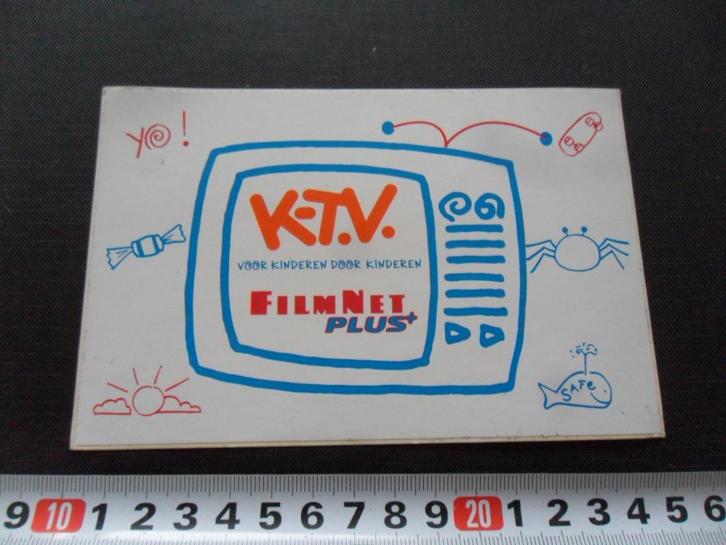 YO!
K-T.V.
VOOR KINDEREN DOOR KINDEREN
FILMNET
PLUS+
SAFE
9 10 1 2 3 4 5 6 7 8 9 20 1 2 3 4 5 6